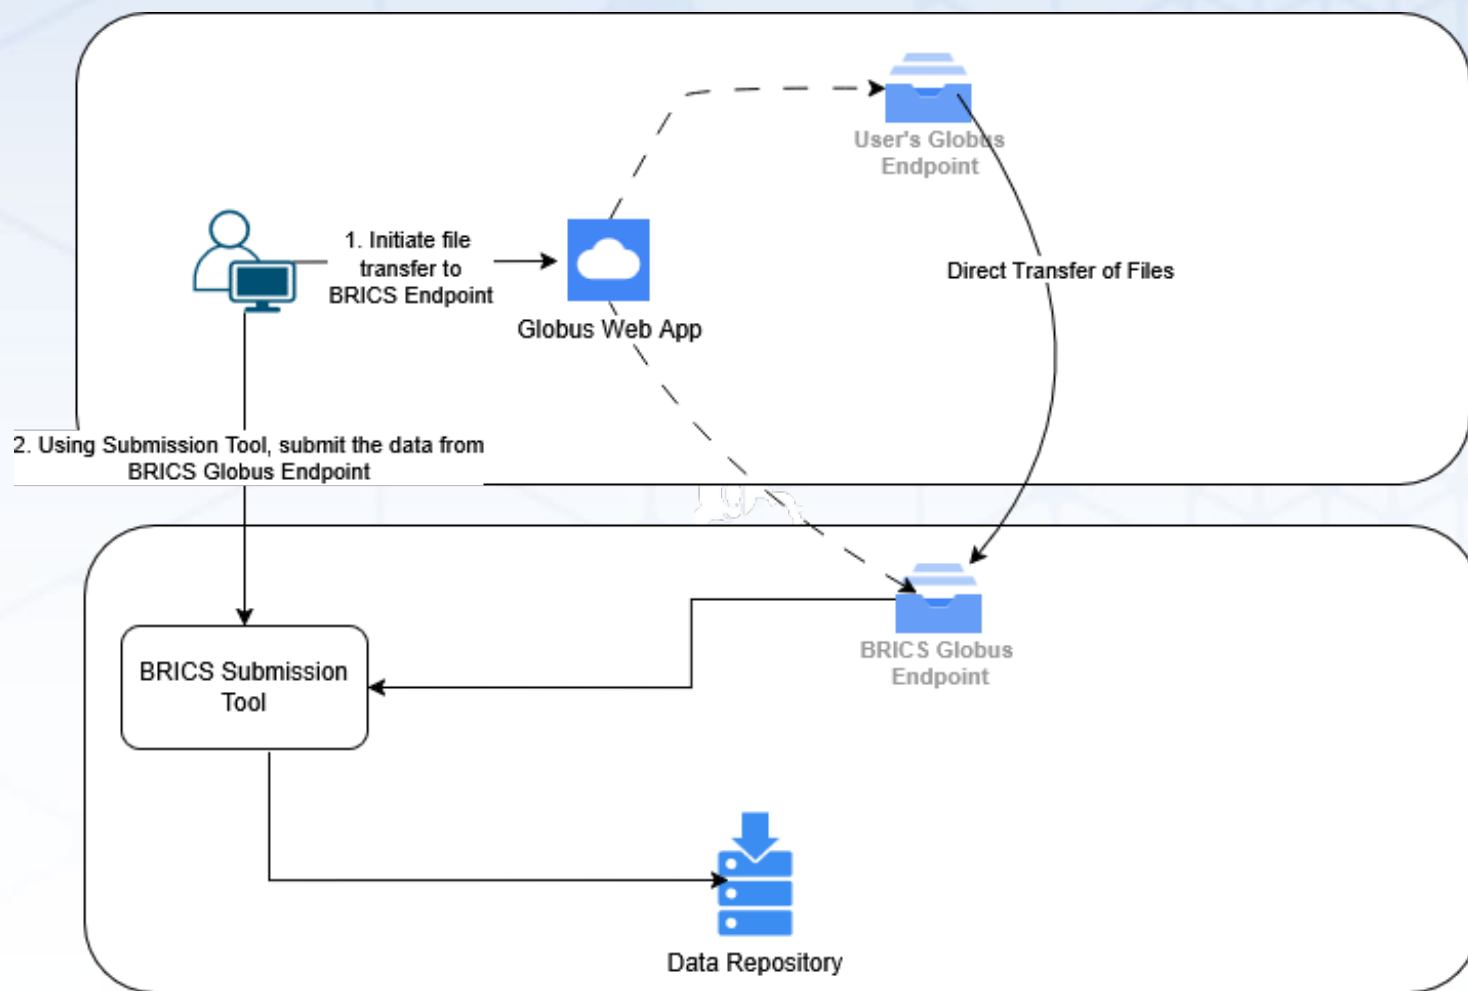 User's Globus
Endpoint
1. Initiate file
transfer to
BRICS Endpoint
Direct Transfer of Files
Globus Web App
2. Using Submission Tool, submit the data from
BRICS Globus Endpoint
BRICS Globus
Endpoint
BRICS Submission
Tool
Data Repository